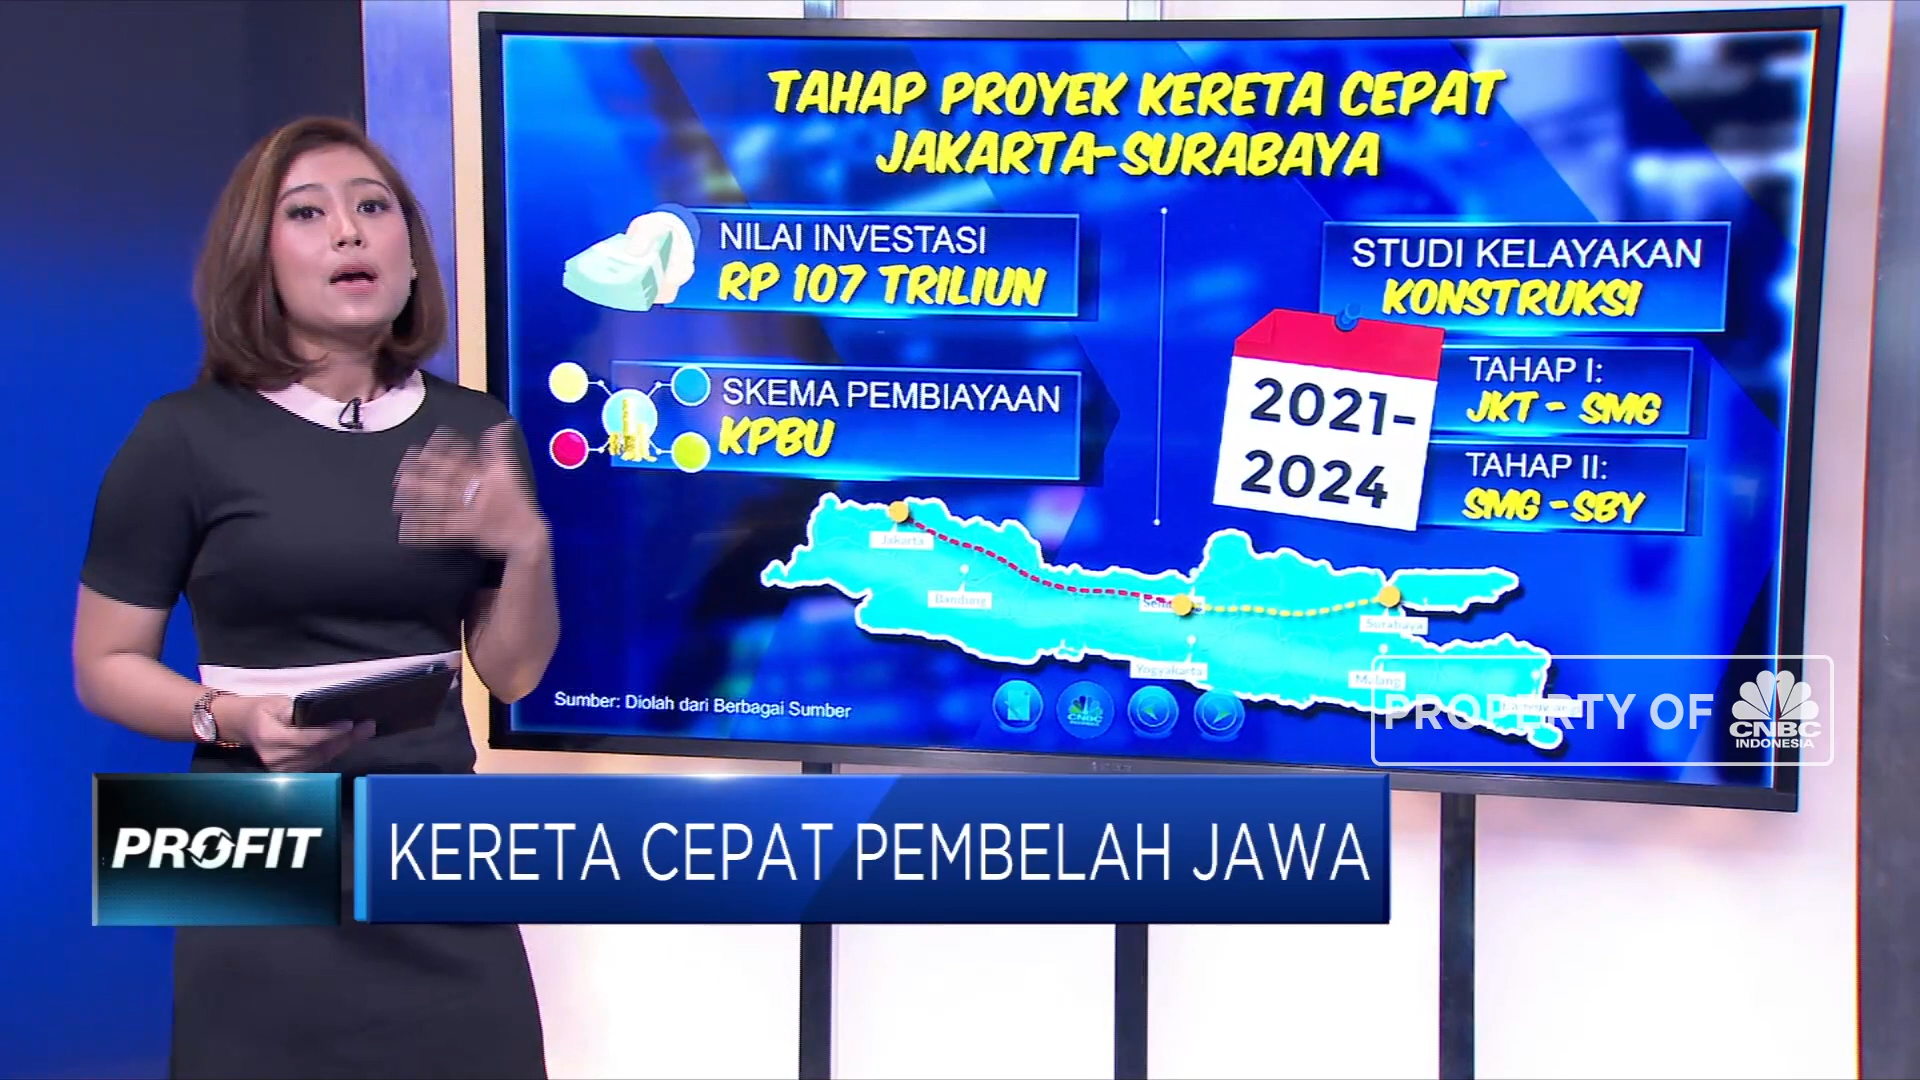 TAHAP PROYEK KERETA CEPAT
JAKARTA-SURABAYA
NILAI INVESTASI
RP 107 TRILIUN
SKEMA PEMBIAYAAN
KPBU
STUDI KELAYAKAN
KONSTRUKSI
2021-
2024
TAHAP I:
JKT - SMG
TAHAP II:
SMG - SBY
Jakarta
Bandung
Surabaya
Yogyakarta
Malang
Sumber: Diolah dari Berbagai Sumber
CNBC
PROPERTY OF
CNBC
INDONESIA
PROFIT
KERETA CEPAT PEMBELAH JAWA